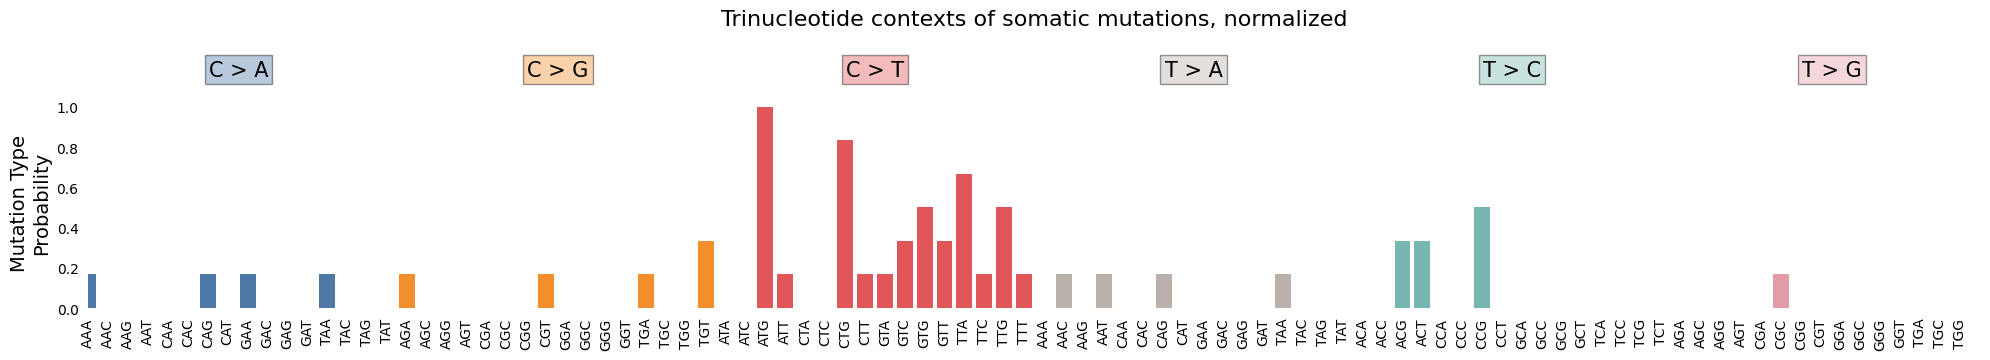 Trinucleotide contexts of somatic mutations, normalized
C > A C > G C > T T > A T > C T > G
Mutation Type
Probability
1.0
0.8
0.6
0.4
0.2
0.0
AAA AAC AAG AAT CAA CAC CAG CAT GAA GAC GAG GAT TAA TAC TAG TAT AGA AGC AGG AGT CGA CGC CGG CGT GGA GGC GGG GGT TGA TGC TGG TGT ATA ATC ATG ATT CTA CTC CTG CTT GTA GTC GTG GTT TTA TTC TTG TTT AAA AAC AAG AAT CAA CAC CAG CAT GAA GAC GAG GAT TAA TAC TAG TAT ACA ACC ACG ACT CCA CCC CCG CCT GCA GCC GCG GCT TCA TCC TCG TCT AGA AGC AGG AGT CGA CGC CGG CGT GGA GGC GGG GGT TGA TGC TGG